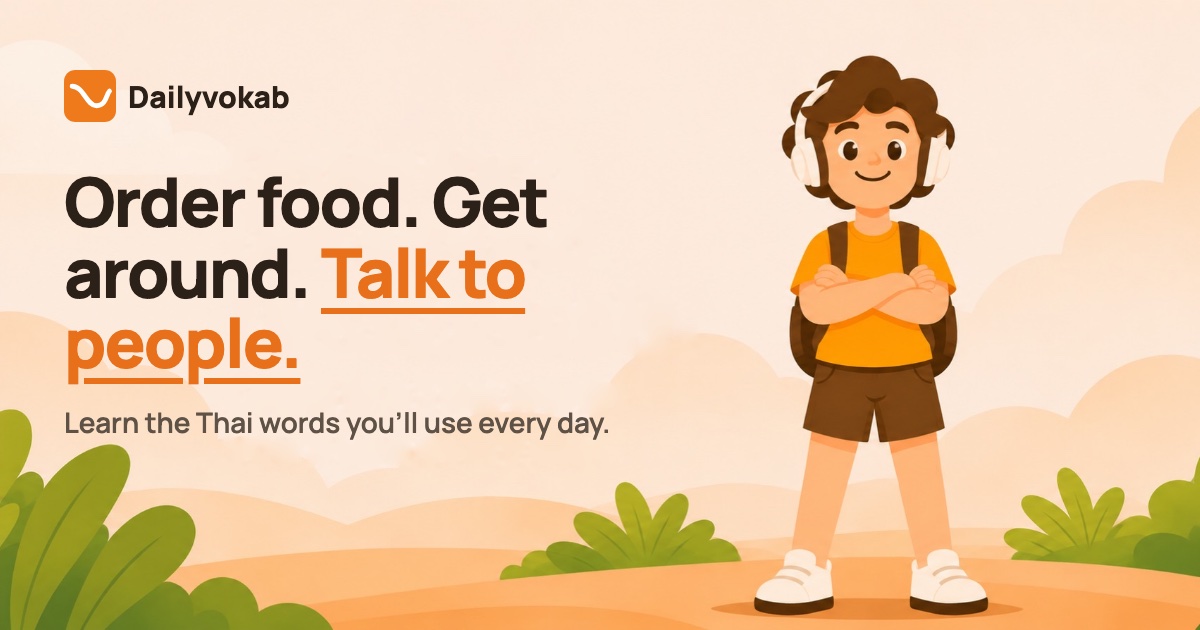 Dailyvokab
Order food. Get
around. Talk to
people.
Learn the Thai words you’ll use every day.